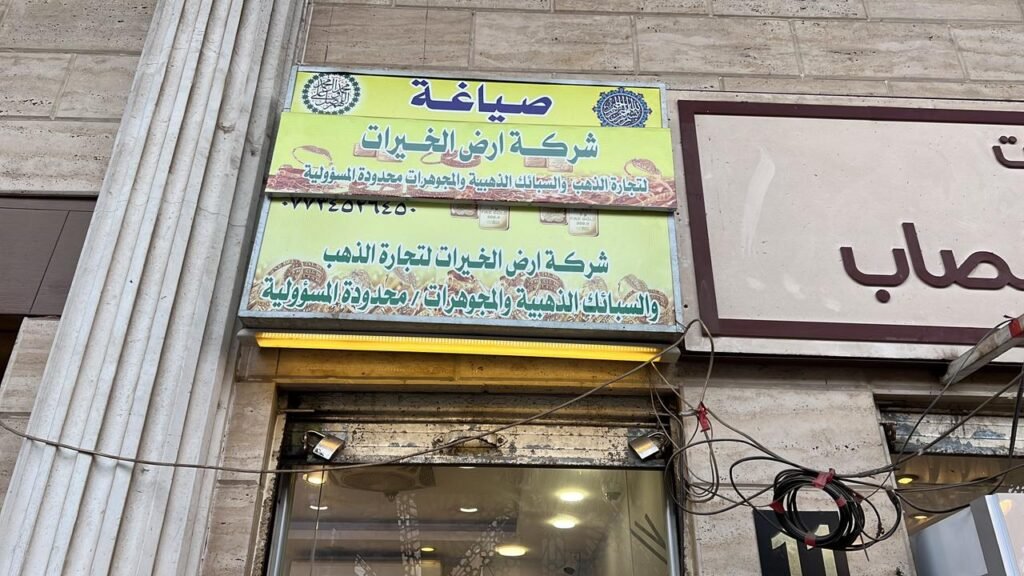 صياغة
شركة ارض الخيرات
لتجارة الذهب والسبائك الذهبية والمجوهرات محدودة المسؤولية
شركة ارض الخيرات لتجارة الذهب
والسبائك الذهبية والمجوهرات / محدودة المسؤولية
11